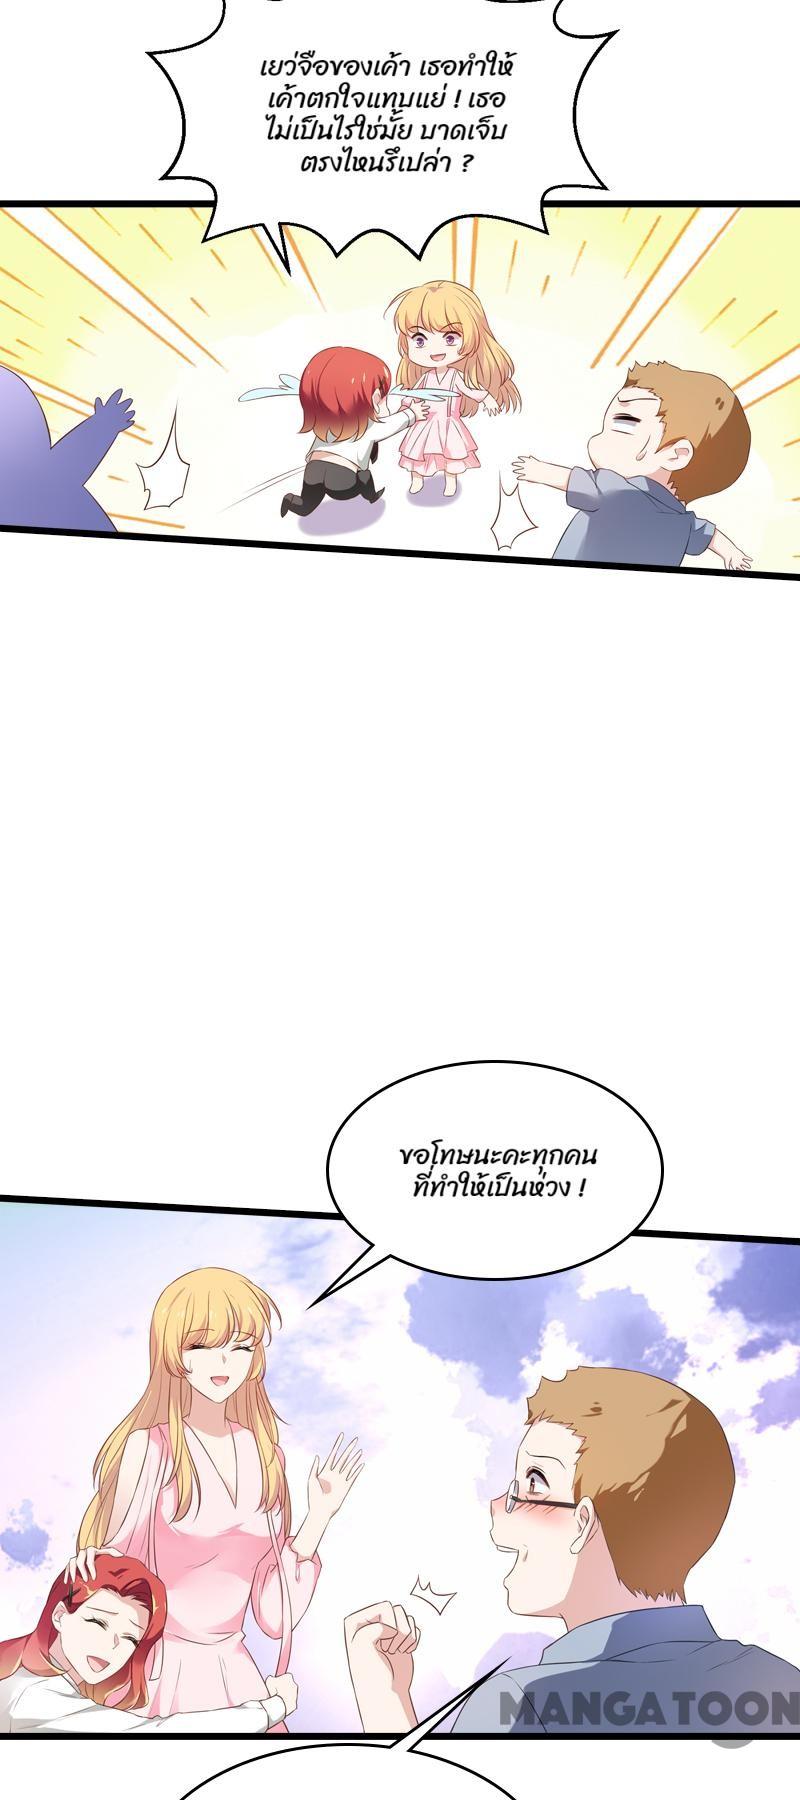 เยว่จือของเค้า เธอทำให้
เค้าตกใจแทบแย่ ! เธอ
ไม่เป็นไรใช่มั้ย บาดเจ็บ
ตรงไหนรึเปล่า ?
ขอโทษนะคะทุกคน
ที่ทำให้เป็นห่วง !
MANGATOON